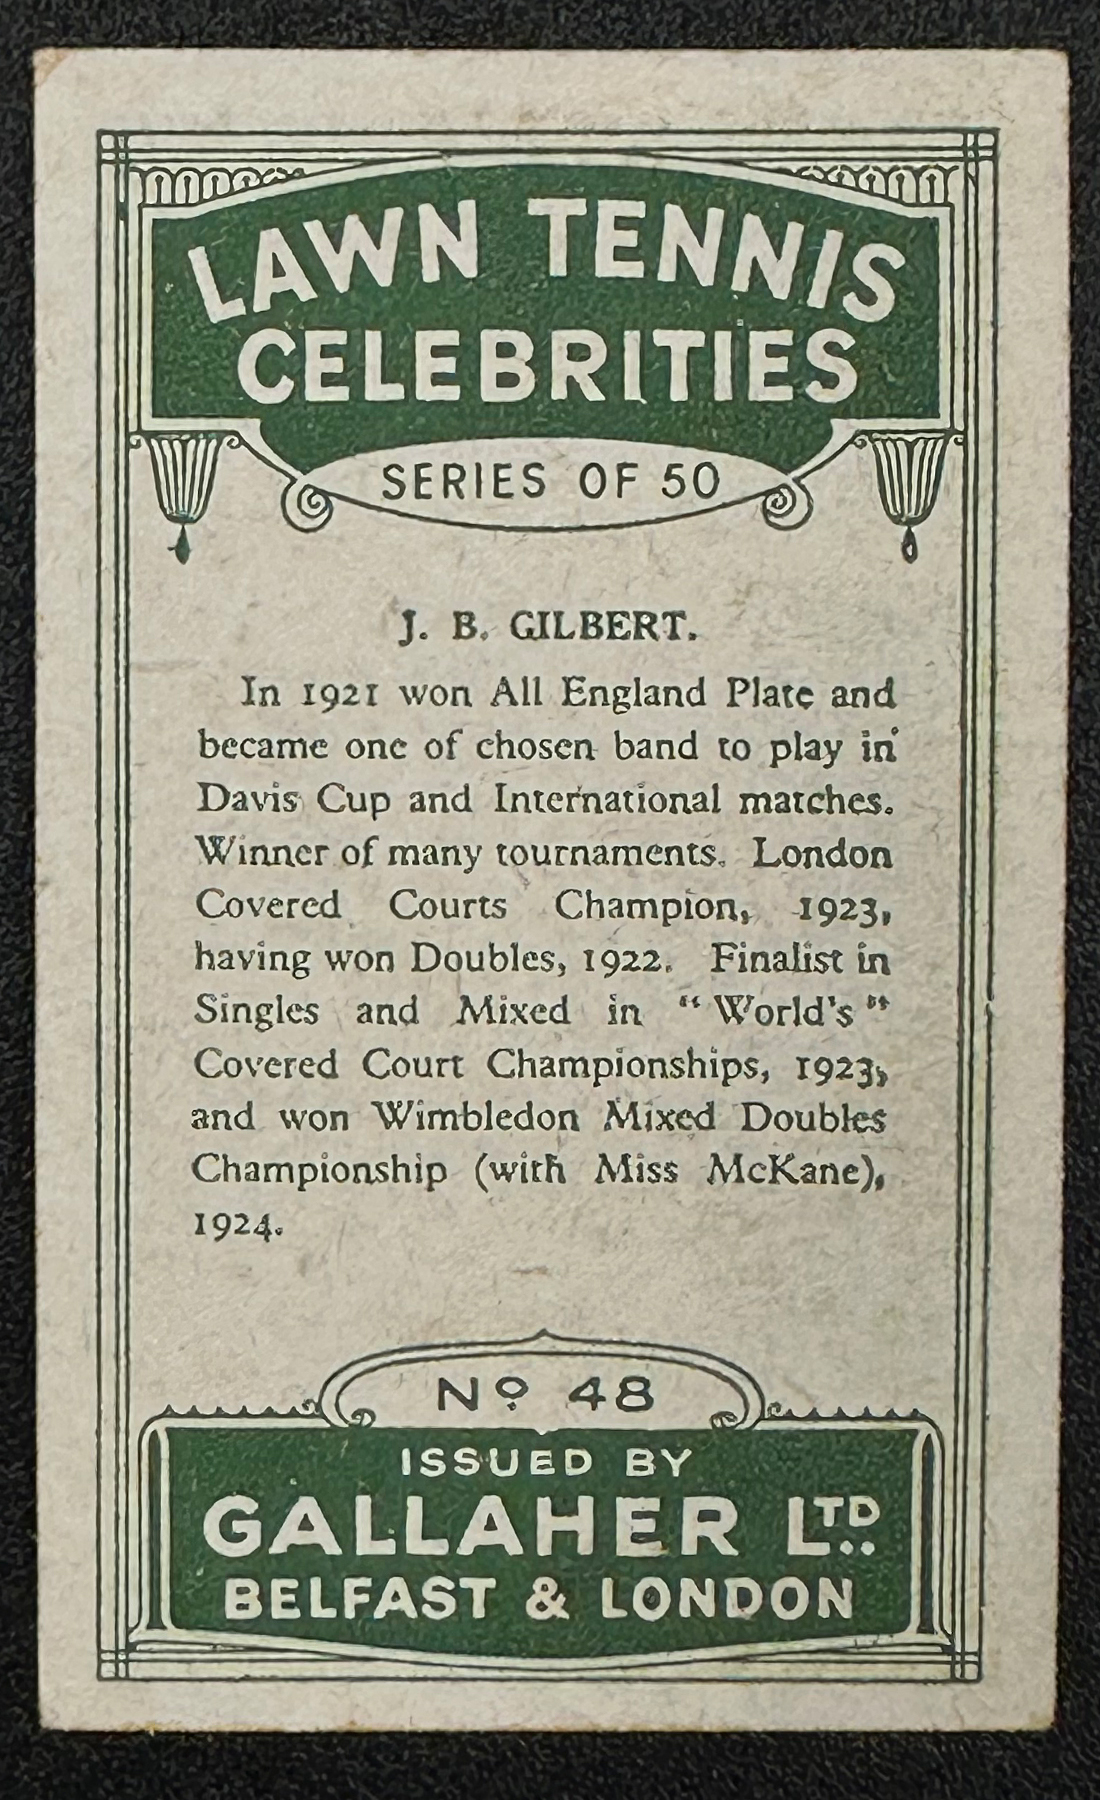 LAWN TENNIS
CELEBRITIES
SERIES OF 50
J. B. GILBERT.
In 1921 won All England Plate and
became one of chosen band to play in
Davis Cup and International matches.
Winner of many tournaments. London
Covered Courts Champion, 1923,
having won Doubles, 1922. Finalist in
Singles and Mixed in "World's"
Covered Court Championships, 1923,
and won Wimbledon Mixed Doubles
Championship (with Miss McKane),
1924.
Nº 48
ISSUED BY
GALLAHER LTD.
BELFAST & LONDON